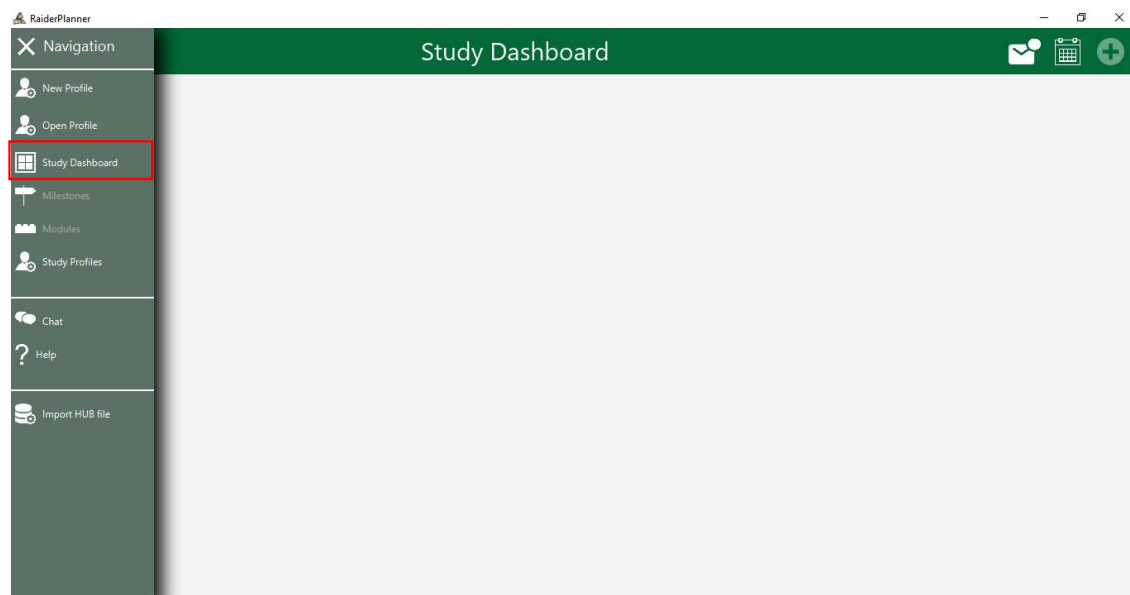 RaiderPlanner
Navigation
Study Dashboard
New Profile
Open Profile
Study Dashboard
Milestones
Modules
Study Profiles
Chat
? Help
Import HUB file